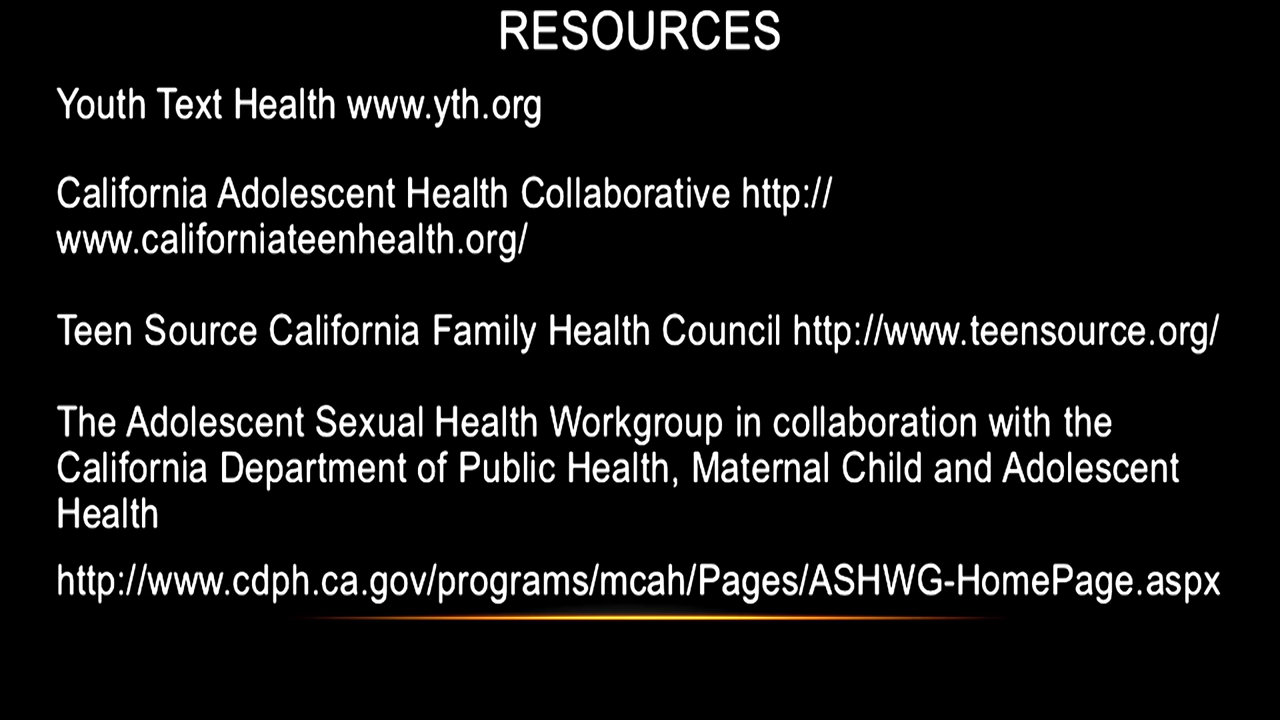 RESOURCES
Youth Text Health www.yth.org
California Adolescent Health Collaborative http://
www.californiateenhealth.org/
Teen Source California Family Health Council http://www.teensource.org/
The Adolescent Sexual Health Workgroup in collaboration with the
California Department of Public Health, Maternal Child and Adolescent
Health
http://www.cdph.ca.gov/programs/mcah/Pages/ASHWG-HomePage.aspx